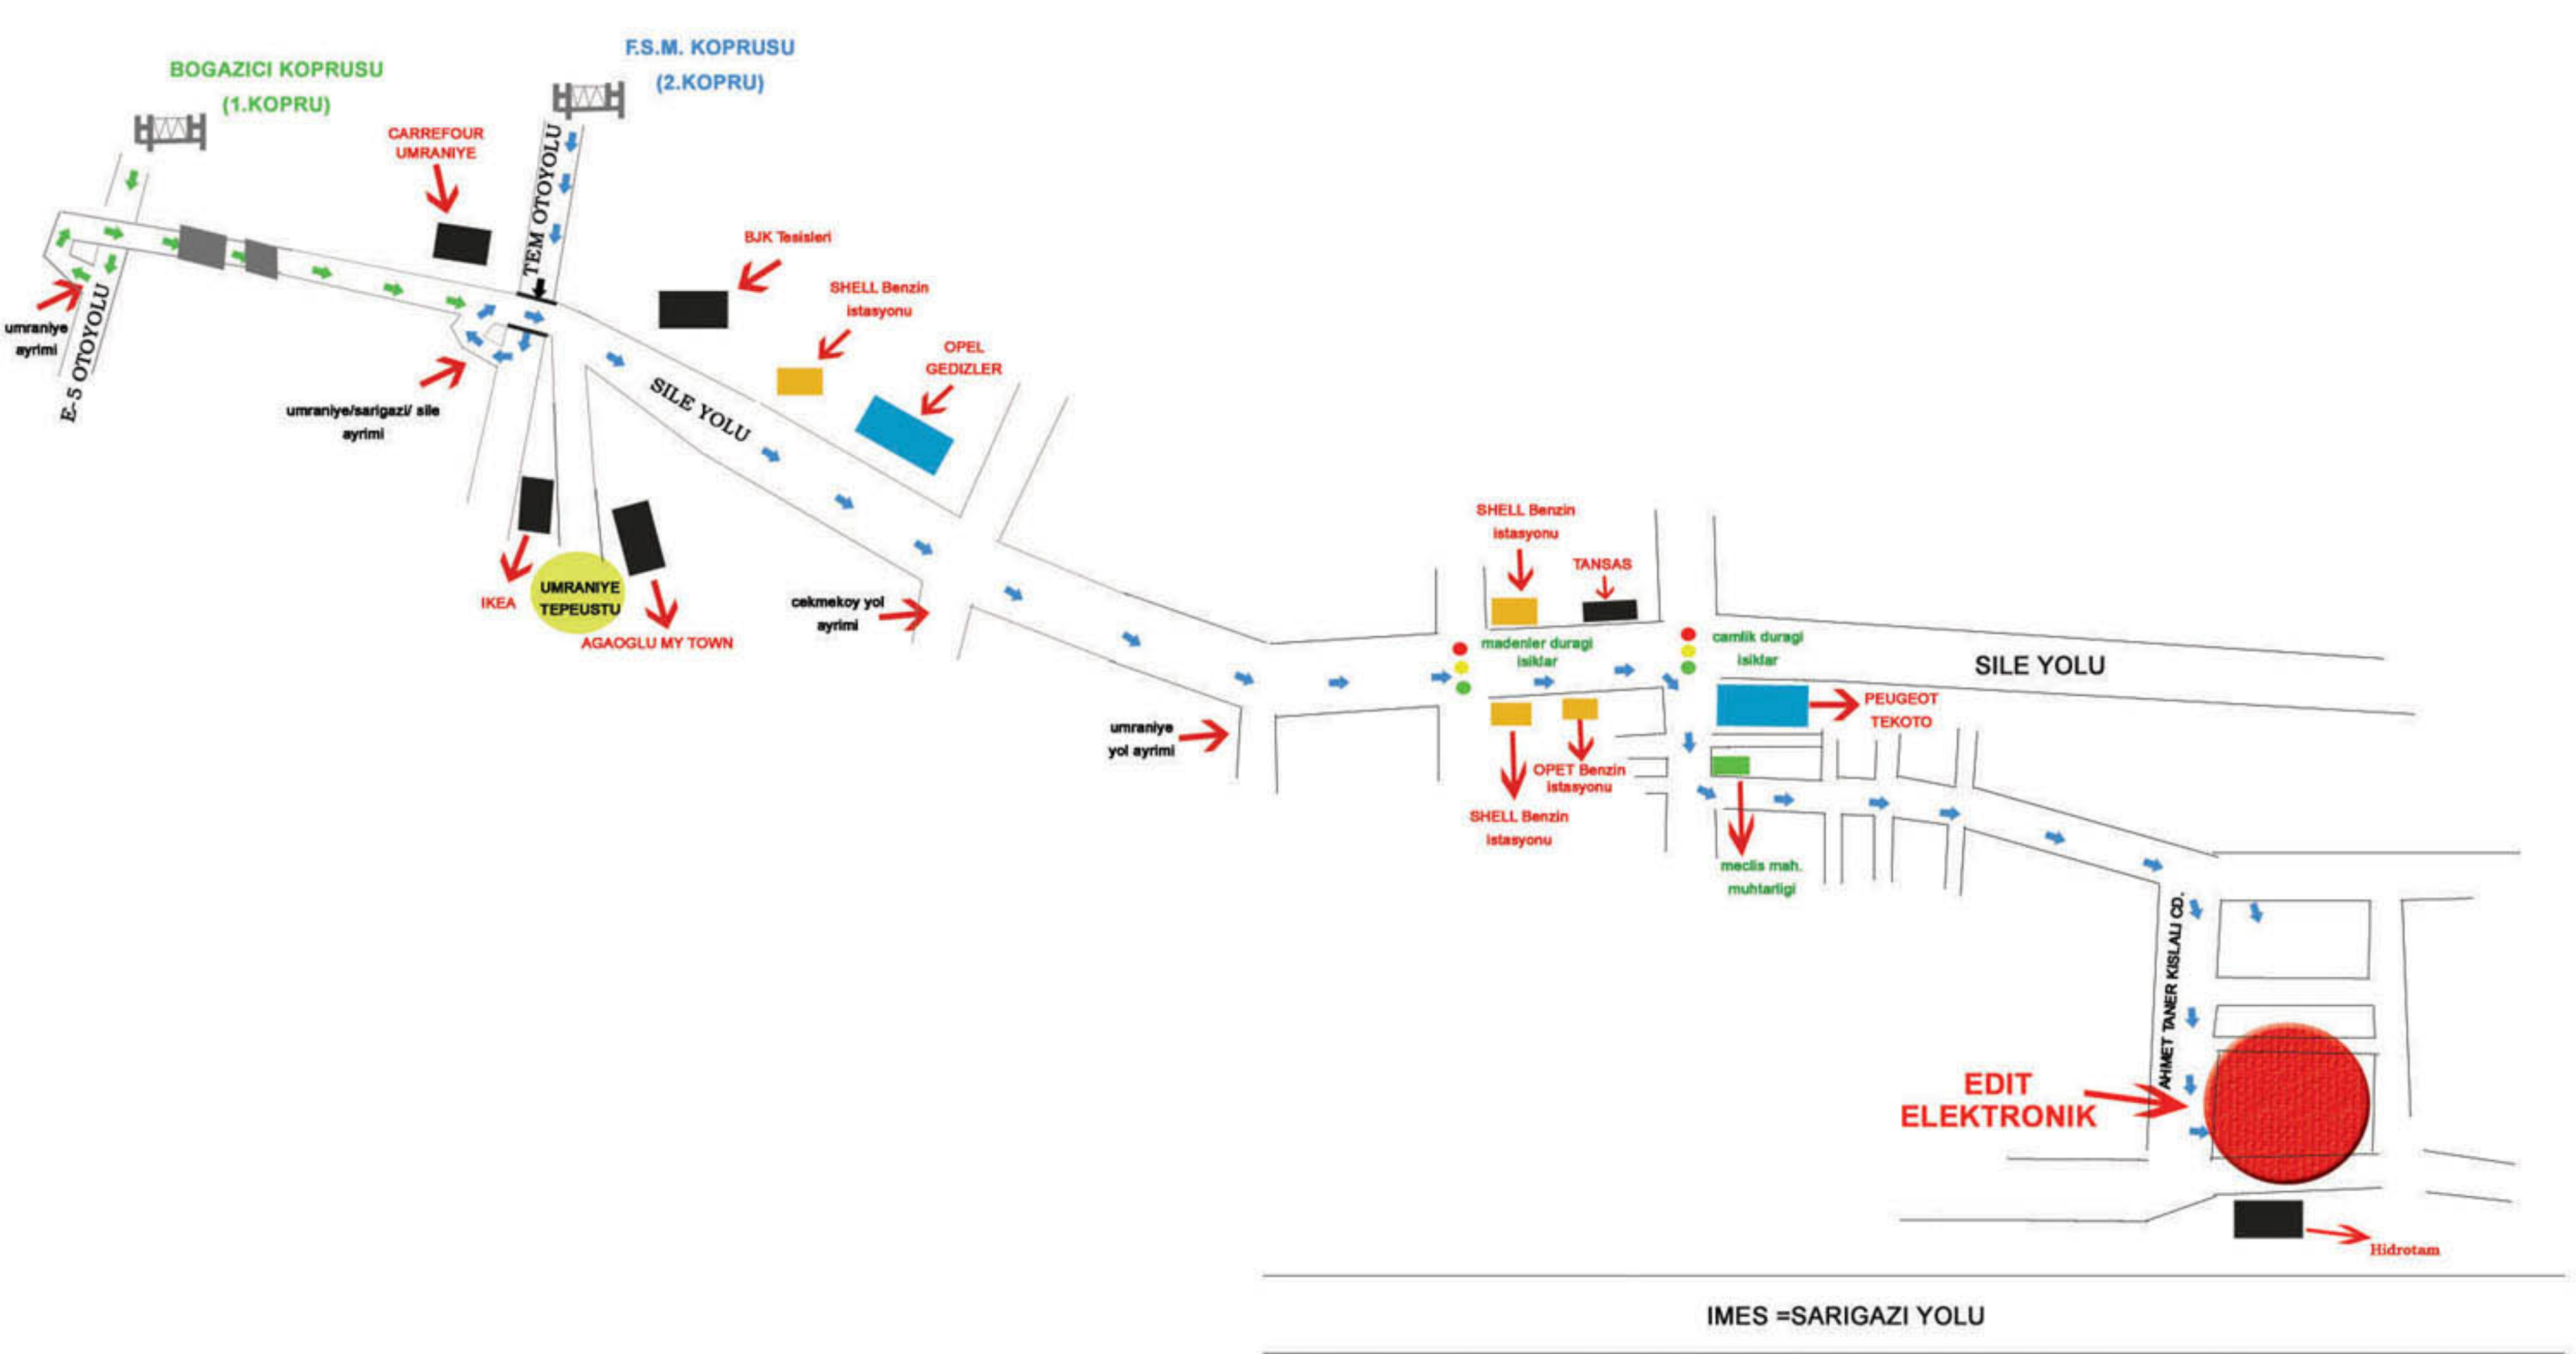 BOGAZICI KOPRUSU
(1.KOPRU)
F.S.M. KOPRUSU
(2.KOPRU)
CARREFOUR
UMRANIYE
TEM OTOYOLU
BJK Tesisleri
SHELL Benzin
istasyonu
OPEL
GEDIZLER
umraniye
ayrimi
E-5 OTOYOLU
umraniye/sarigazi/ sile
ayrimi
SILE YOLU
IKEA
UMRANIYE
TEPEUSTU
AGAOGLU MY TOWN
cekmekoy yol
ayrimi
umraniye
yol ayrimi
SHELL Benzin
istasyonu
TANSAS
madenler duragi
isiklar
camlik duragi
isiklar
SILE YOLU
PEUGEOT
TEKOTO
OPET Benzin
istasyonu
SHELL Benzin
istasyonu
meclis mah.
muhtarligi
AHMET TANER KISLALI CD.
EDIT
ELEKTRONIK
Hidrotam
IMES =SARIGAZI YOLU